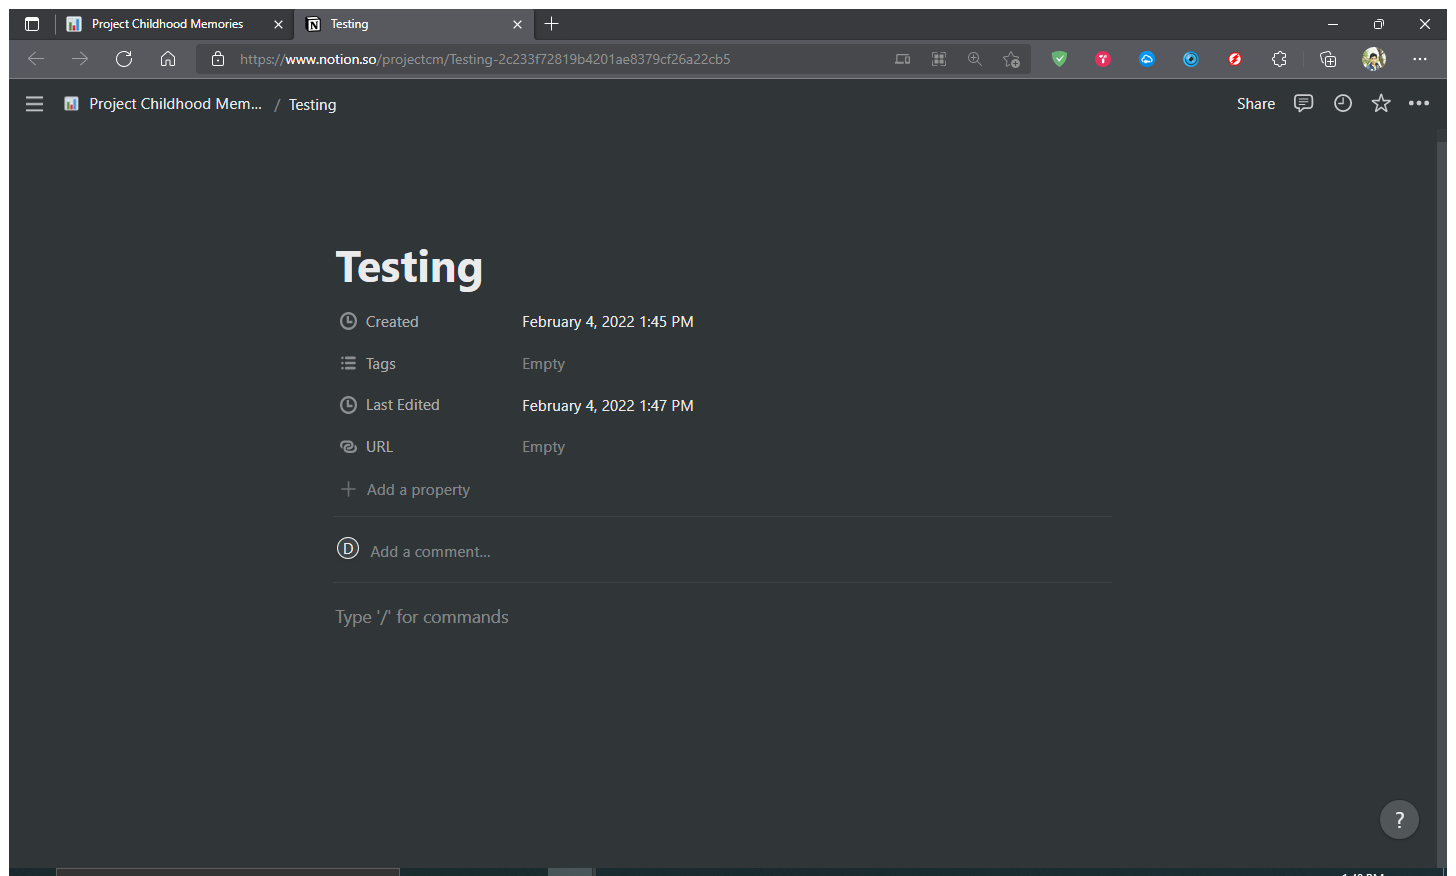 Project Childhood Memories
Testing
https://www.notion.so/projectcm/Testing-2c233f72819b4201ae8379cf26a22cb5
Project Childhood Mem... / Testing
Share
Testing
Created February 4, 2022 1:45 PM
Tags Empty
Last Edited February 4, 2022 1:47 PM
URL Empty
Add a property
D Add a comment...
Type '/' for commands
?